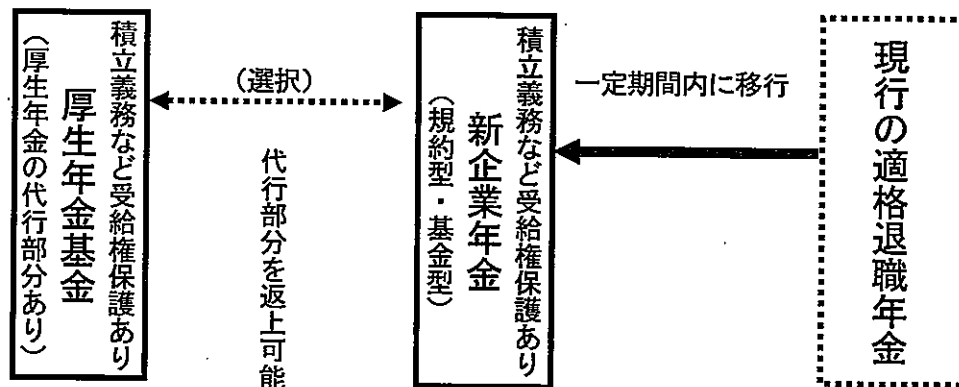 積立義務など受給権保護あり
厚生年金基金
(厚生年金の代行部分あり)
(選択)
代行部分を返上可能
積立義務など受給権保護あり
新企業年金
(規約型・基金型)
一定期間内に移行
現行の適格退職年金